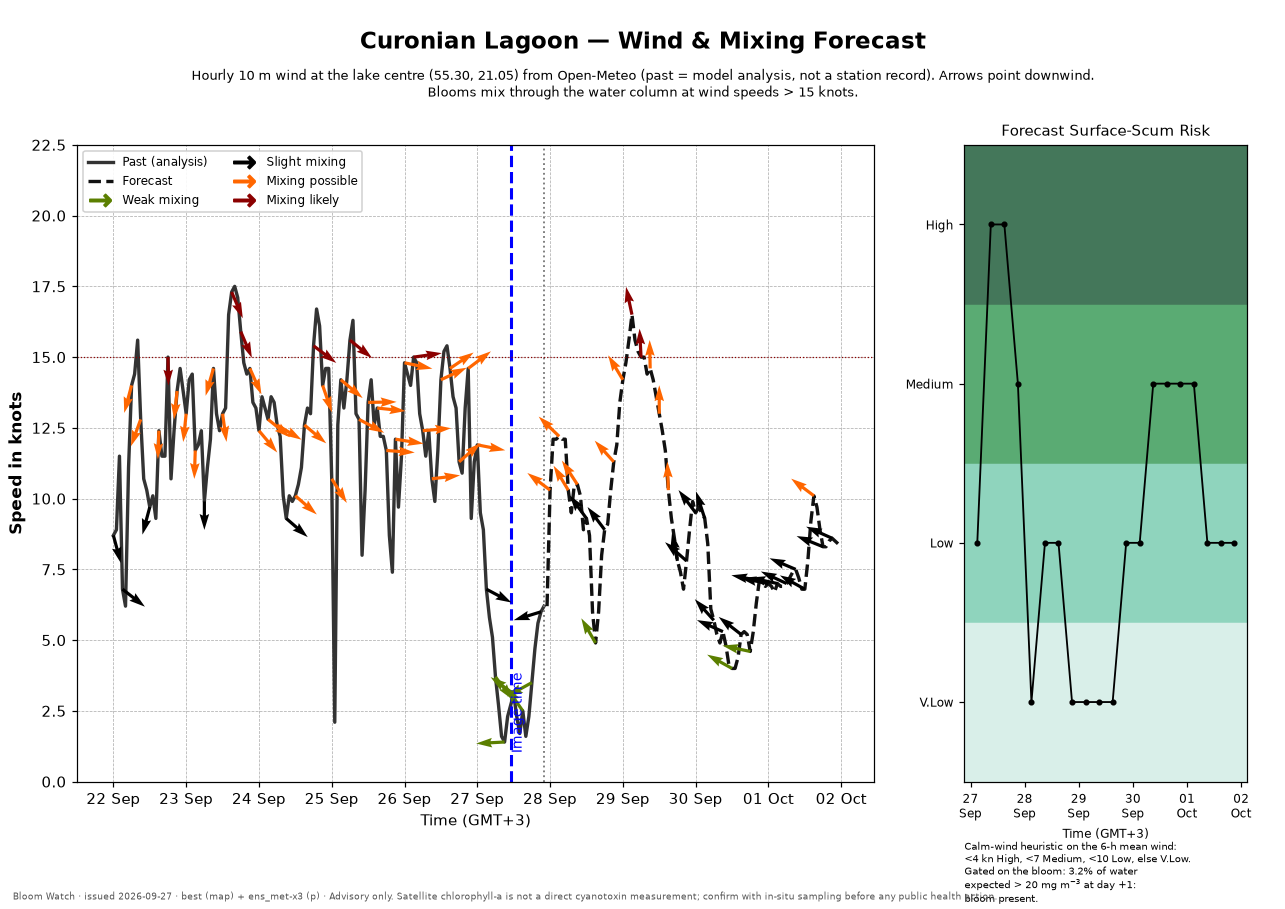 Curonian Lagoon — Wind & Mixing Forecast
Hourly 10 m wind at the lake centre (55.30, 21.05) from Open-Meteo (past = model analysis, not a station record). Arrows point downwind.
Blooms mix through the water column at wind speeds > 15 knots.
Forecast Surface-Scum Risk
Past (analysis)
Forecast
Weak mixing
Slight mixing
Mixing possible
Mixing likely
Speed in knots
22.5
20.0
17.5
15.0
12.5
10.0
7.5
5.0
2.5
0.0
image time
22 Sep
23 Sep
24 Sep
25 Sep
26 Sep
27 Sep
28 Sep
29 Sep
30 Sep
01 Oct
02 Oct
Time (GMT+3)
High
Medium
Low
V.Low
27 Sep
28 Sep
29 Sep
30 Sep
01 Oct
02 Oct
Time (GMT+3)
Calm-wind heuristic on the 6-h mean wind:
<4 kn High, <7 Medium, <10 Low, else V.Low.
Gated on the bloom: 3.2% of water
expected > 20 mg m⁻³ at day +1:
bloom present.
Bloom Watch · issued 2026-09-27 · best (map) + ens_met-x3 (p) · Advisory only. Satellite chlorophyll-a is not a direct cyanotoxin measurement; confirm with in-situ sampling before any public health action.